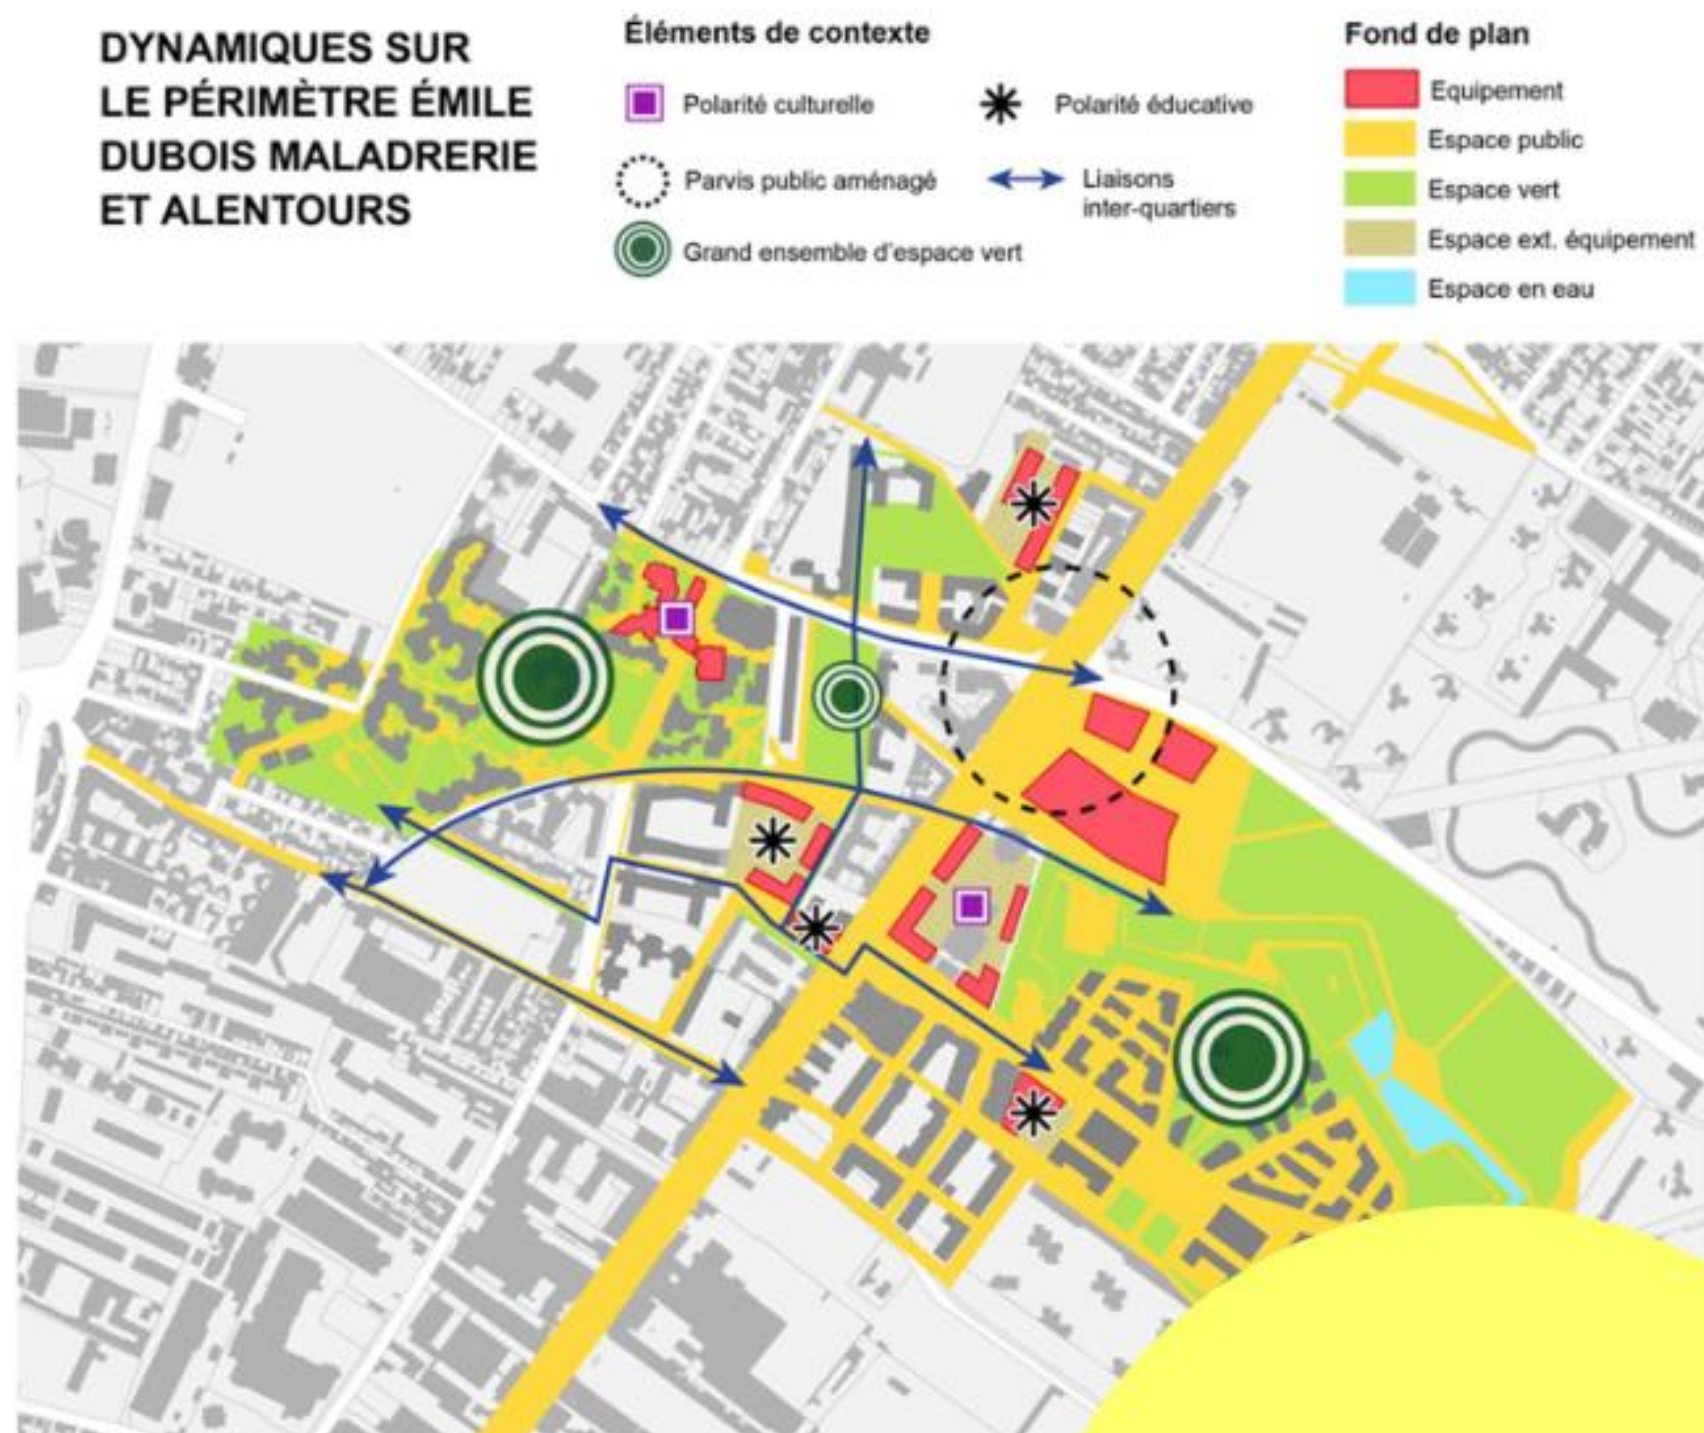 DYNAMIQUES SUR
LE PÉRIMÈTRE ÉMILE
DUBOIS MALADRERIE
ET ALENTOURS
Éléments de contexte
Polarité culturelle
Polarité éducative
Parvis public aménagé
Liaisons
inter-quartiers
Grand ensemble d'espace vert
Fond de plan
Equipement
Espace public
Espace vert
Espace ext. équipement
Espace en eau